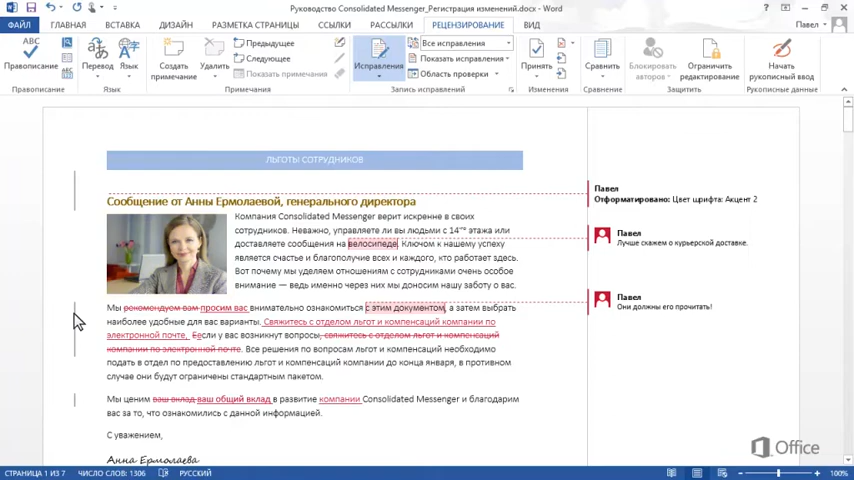 Руководство Consolidated Messenger_Регистрация изменений.docx - Word
ФАЙЛ ГЛАВНАЯ ВСТАВКА ДИЗАЙН РАЗМЕТКА СТРАНИЦЫ ССЫЛКИ РАССЫЛКИ РЕЦЕНЗИРОВАНИЕ ВИД Павел
Правописание
Перевод
Язык
Создать примечание
Удалить
Предыдущее
Следующее
Показать примечания
Исправления
Все исправления
Показать исправления
Область проверки
Принять
Сравнить
Блокировать авторов
Ограничить редактирование
Начать рукописный ввод
Правописание Язык Примечания Запись исправлений Изменения Сравнение Защитить Рукописные данные
ЛЬГОТЫ СОТРУДНИКОВ
Сообщение от Анны Ермолаевой, генерального директора
Компания Consolidated Messenger верит искренне в своих
сотрудников. Неважно, управляете ли вы людьми с 14го этажа или
доставляете сообщения на велосипеде. Ключом к нашему успеху
является счастье и благополучие всех и каждого, кто работает здесь.
Вот почему мы уделяем отношениям с сотрудниками очень особое
внимание — ведь именно через них мы доносим нашу заботу о вас.
Мы рекомендуем вам просим вас внимательно ознакомиться с этим документом, а затем выбрать
наиболее удобные для вас варианты. Свяжитесь с отделом льгот и компенсаций компании по
электронной почте, Еесли у вас возникнут вопросы, свяжитесь с отделом льгот и компенсаций
компании по электронной почте. Все решения по вопросам льгот и компенсаций необходимо
подать в отдел по предоставлению льгот и компенсаций компании до конца января, в противном
случае они будут ограничены стандартным пакетом.
Мы ценим ваш вклад ваш общий вклад в развитие компании Consolidated Messenger и благодарим
вас за то, что ознакомились с данной информацией.
С уважением,
Анна Ермолаева
Павел
Отформатировано: Цвет шрифта: Акцент 2
Павел
Лучше скажем о курьерской доставке.
Павел
Они должны его прочитать!
Office
СТРАНИЦА 1 ИЗ 7 ЧИСЛО СЛОВ: 1306 РУССКИЙ 100%